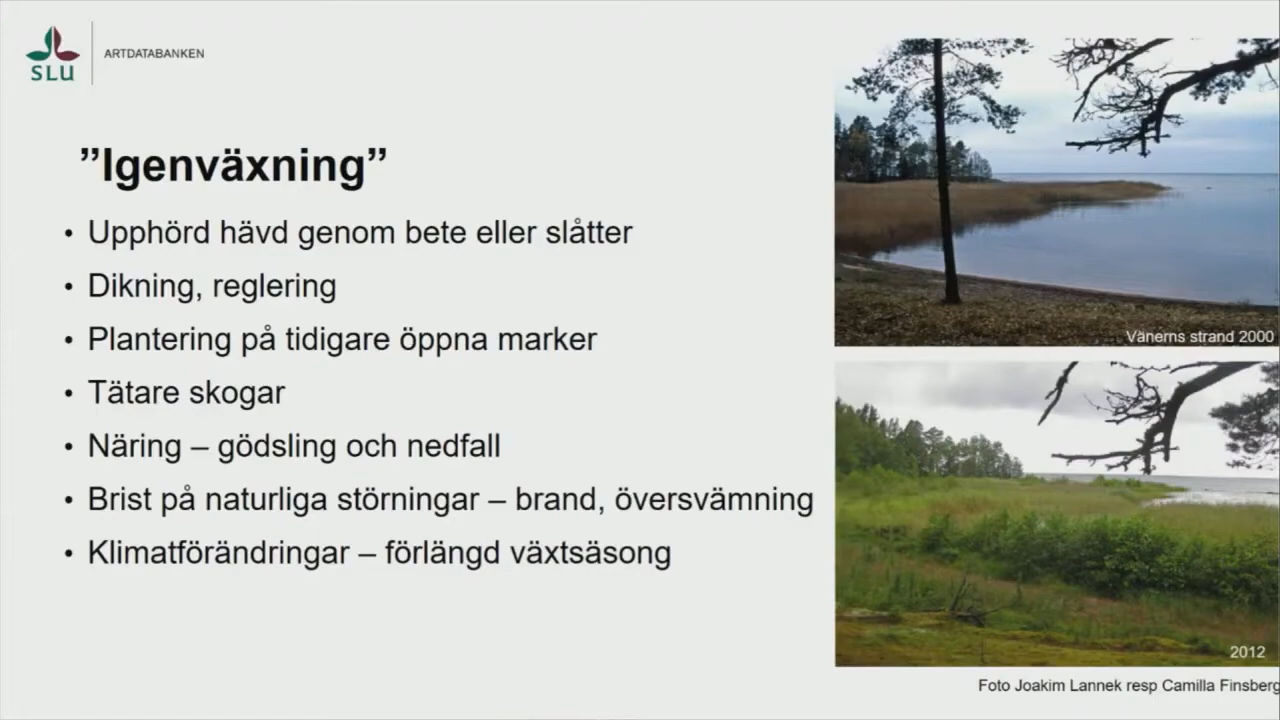 SLU
ARTDATABANKEN
”Igenväxning”
• Upphörd hävd genom bete eller slåtter
• Dikning, reglering
• Plantering på tidigare öppna marker
• Tätare skogar
• Näring – gödsling och nedfall
• Brist på naturliga störningar – brand, översvämning
• Klimatförändringar – förlängd växtsäsong
Vänerns strand 2000
2012
Foto Joakim Lannek resp Camilla Finsberg